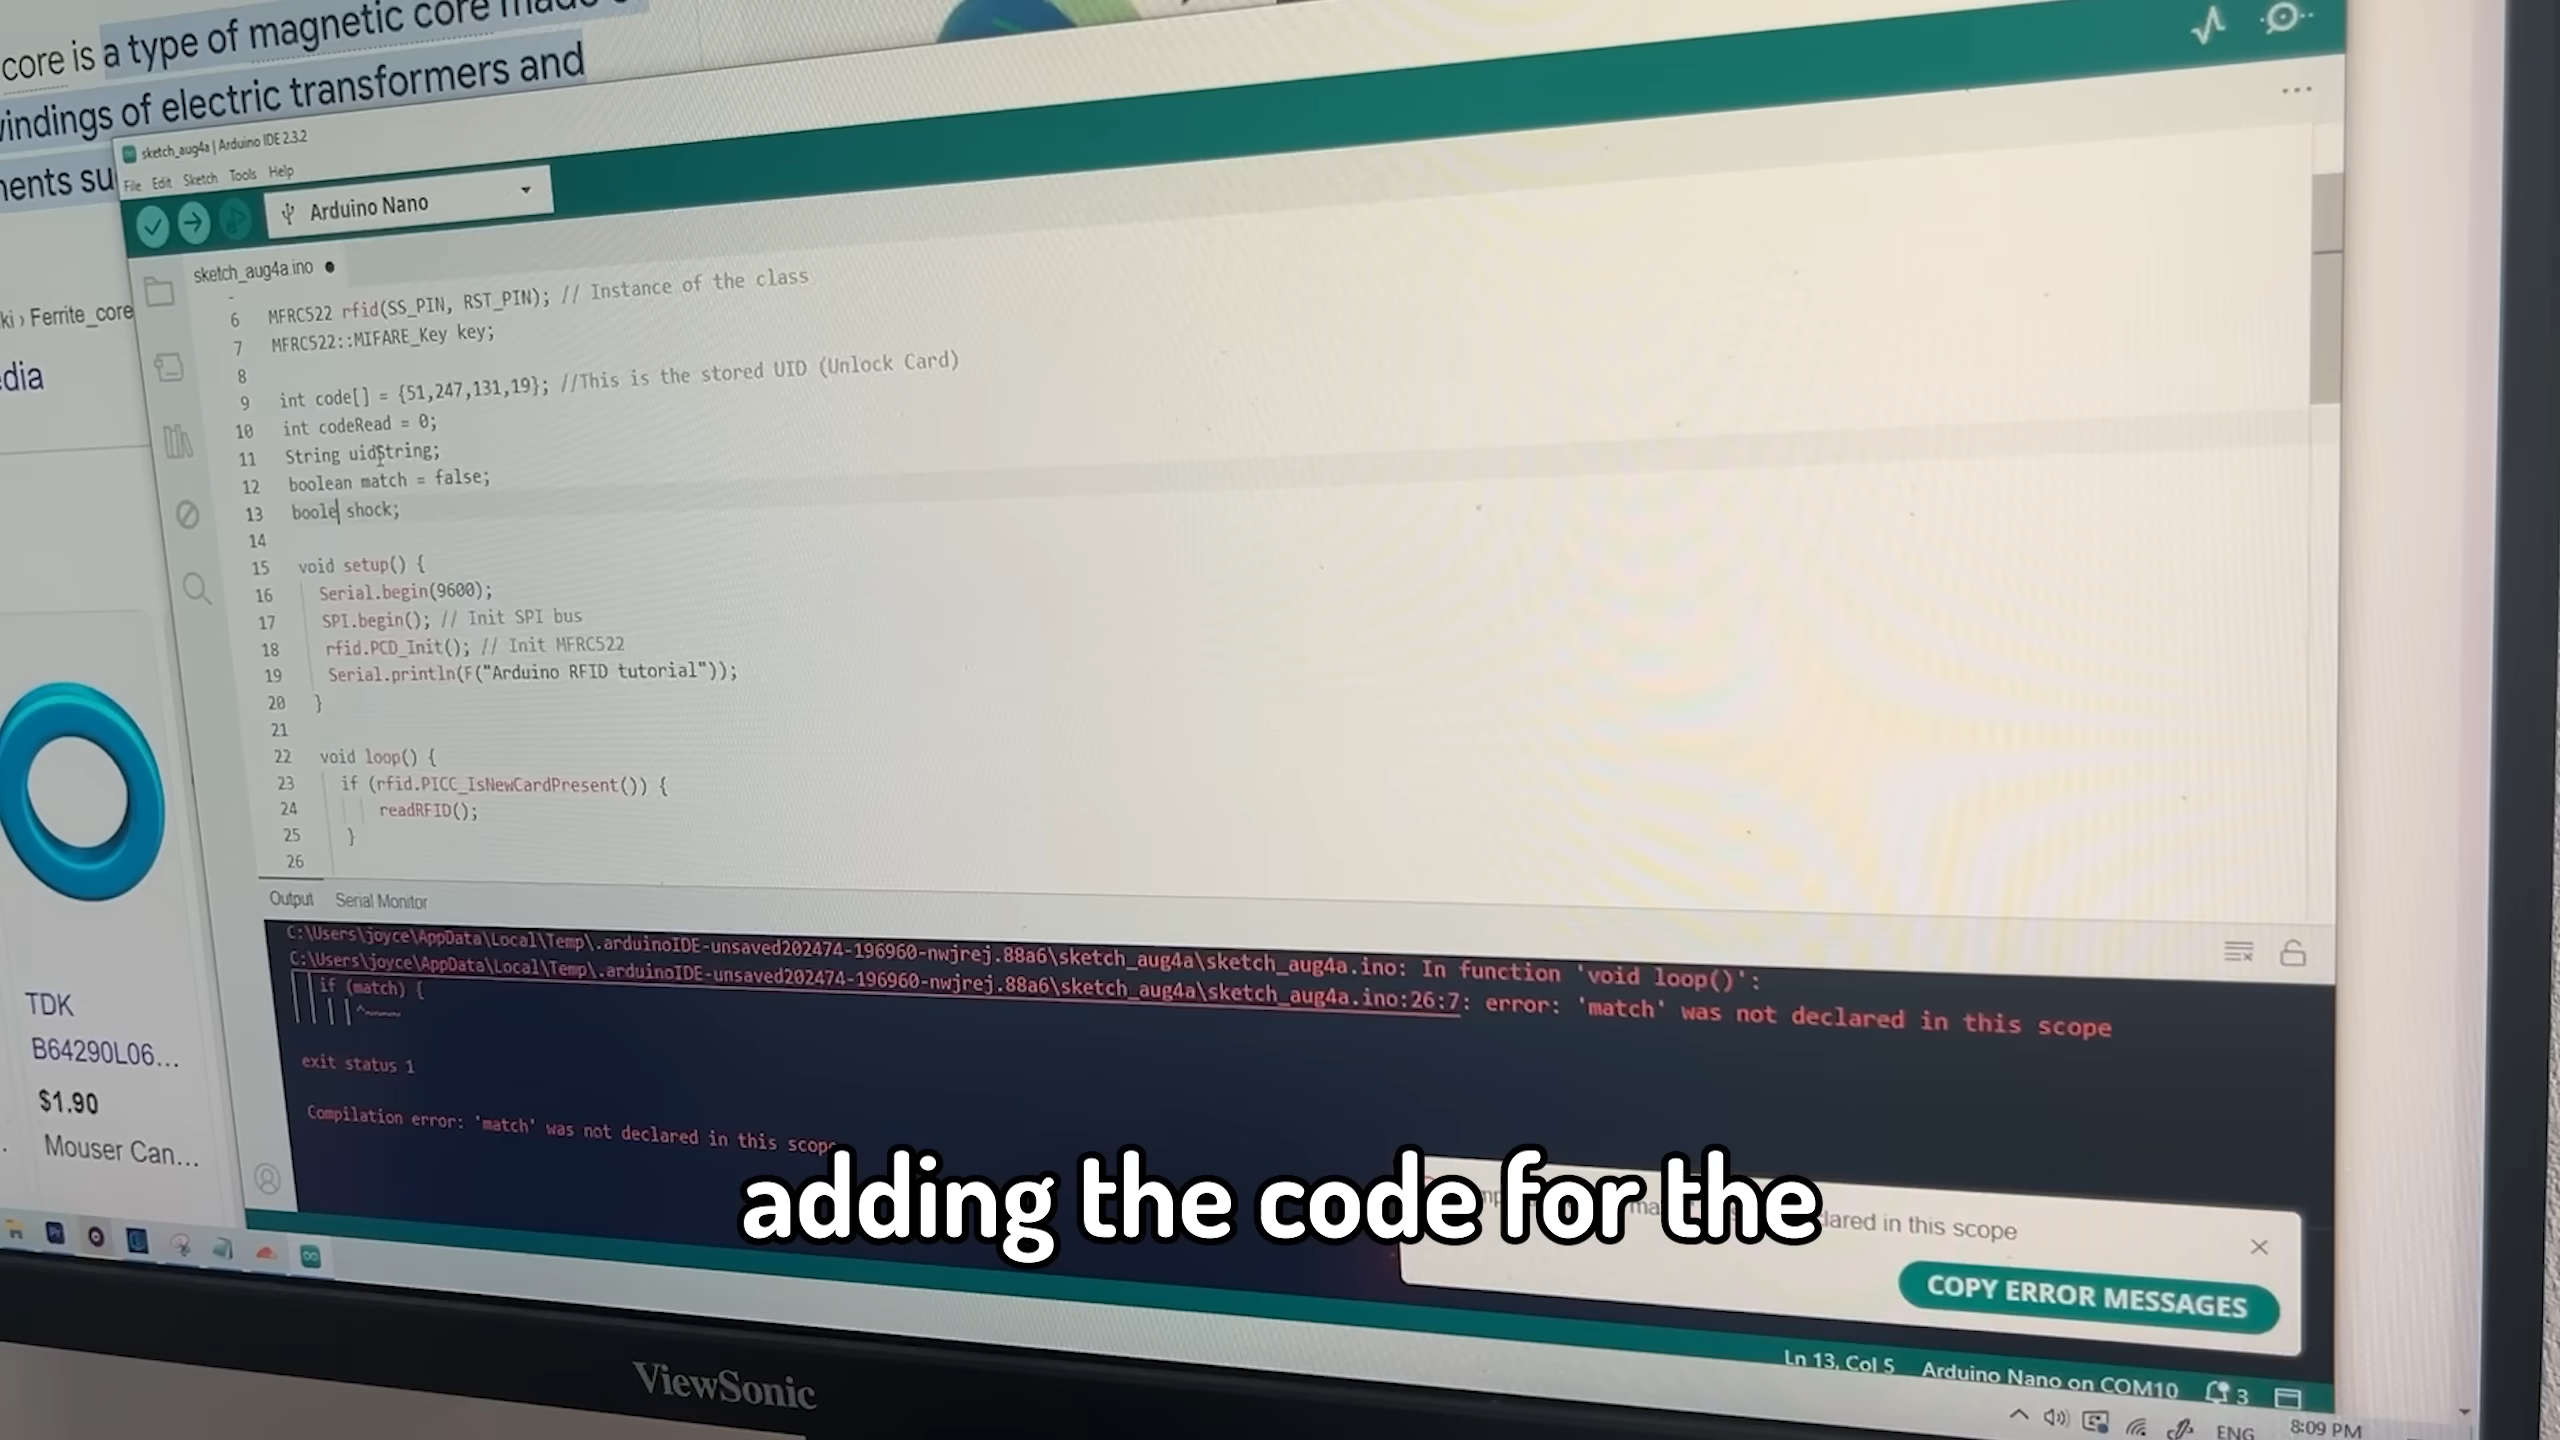 core is a type of magnetic core made
windings of electric transformers and
ki › Ferrite_core
dia
TDK
B64290L06...
$1.90
Mouser Can...
sketch_aug4a | Arduino IDE 2.3.2
File Edit Sketch Tools Help
Arduino Nano
sketch_aug4a.ino
6 MFRC522 rfid(SS_PIN, RST_PIN); // Instance of the class
7 MFRC522::MIFARE_Key key;
8
9 int code[] = {51,247,131,19}; //This is the stored UID (Unlock Card)
10 int codeRead = 0;
11 String uidString;
12 boolean match = false;
13 boole shock;
14
15 void setup() {
16 Serial.begin(9600);
17 SPI.begin(); // Init SPI bus
18 rfid.PCD_Init(); // Init MFRC522
19 Serial.println(F("Arduino RFID tutorial"));
20 }
21
22 void loop() {
23 if (rfid.PICC_IsNewCardPresent()) {
24 readRFID();
25 }
26
Output Serial Monitor
C:\Users\joyce\AppData\Local\Temp\.arduinoIDE-unsaved202474-196960-nwjrej.88a6\sketch_aug4a\sketch_aug4a.ino: In function 'void loop()':
C:\Users\joyce\AppData\Local\Temp\.arduinoIDE-unsaved202474-196960-nwjrej.88a6\sketch_aug4a\sketch_aug4a.ino:26:7: error: 'match' was not declared in this scope
if (match) {
^~~~~
exit status 1
Compilation error: 'match' was not declared in this scope
adding the code for the
lared in this scope
COPY ERROR MESSAGES
Ln 13, Col 5 Arduino Nano on COM10 3
ENG 8:09 PM
ViewSonic